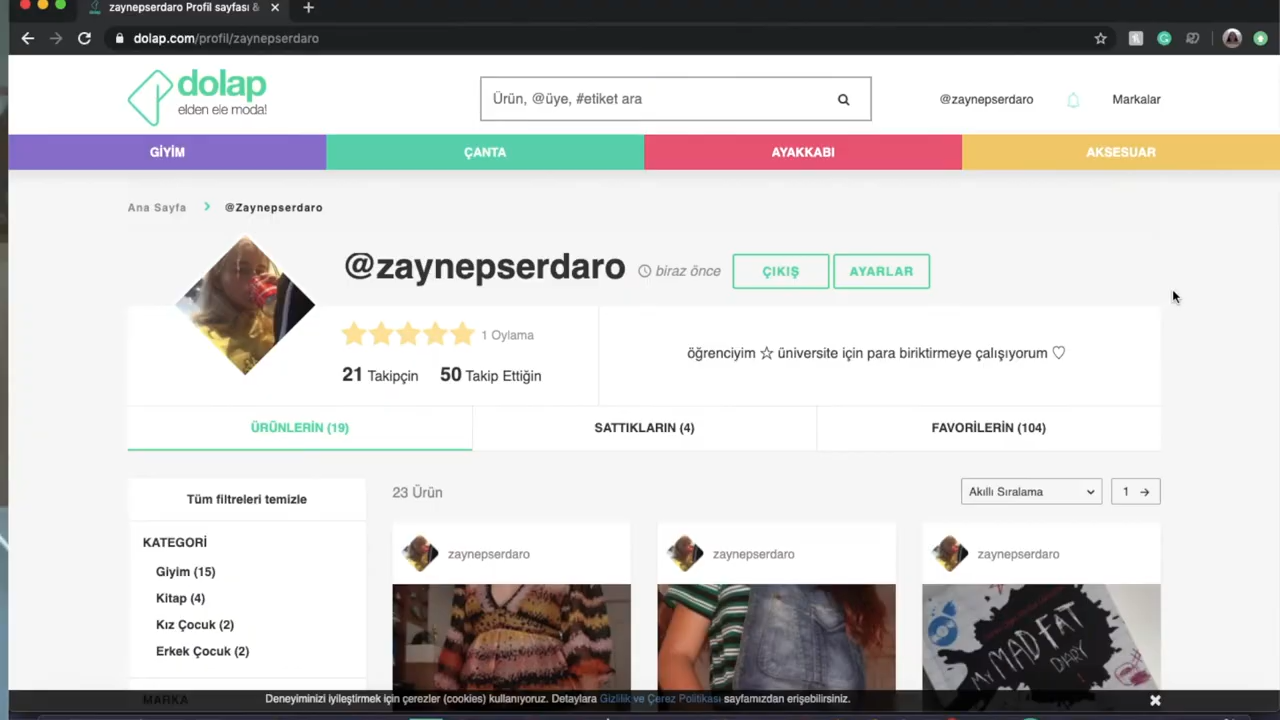 zaynepserdaro Profil sayfası &
dolap.com/profil/zaynepserdaro
dolap
elden ele moda!
Ürün, @üye, #etiket ara
@zaynepserdaro
Markalar
GİYİM
ÇANTA
AYAKKABI
AKSESUAR
Ana Sayfa
@Zaynepserdaro
@zaynepserdaro
biraz önce
ÇIKIŞ
AYARLAR
1 Oylama
21 Takipçin 50 Takip Ettiğin
öğrenciyim ☆ üniversite için para biriktirmeye çalışıyorum ♡
ÜRÜNLERİN (19)
SATTIKLARIN (4)
FAVORİLERİN (104)
Tüm filtreleri temizle
23 Ürün
Akıllı Sıralama
1 →
KATEGORİ
Giyim (15)
Kitap (4)
Kız Çocuk (2)
Erkek Çocuk (2)
MARKA
zaynepserdaro
zaynepserdaro
zaynepserdaro
MY MAD FAT
DIARY
Deneyiminizi iyileştirmek için çerezler (cookies) kullanıyoruz. Detaylara Gizlilik ve Çerez Politikası sayfamızdan erişebilirsiniz.